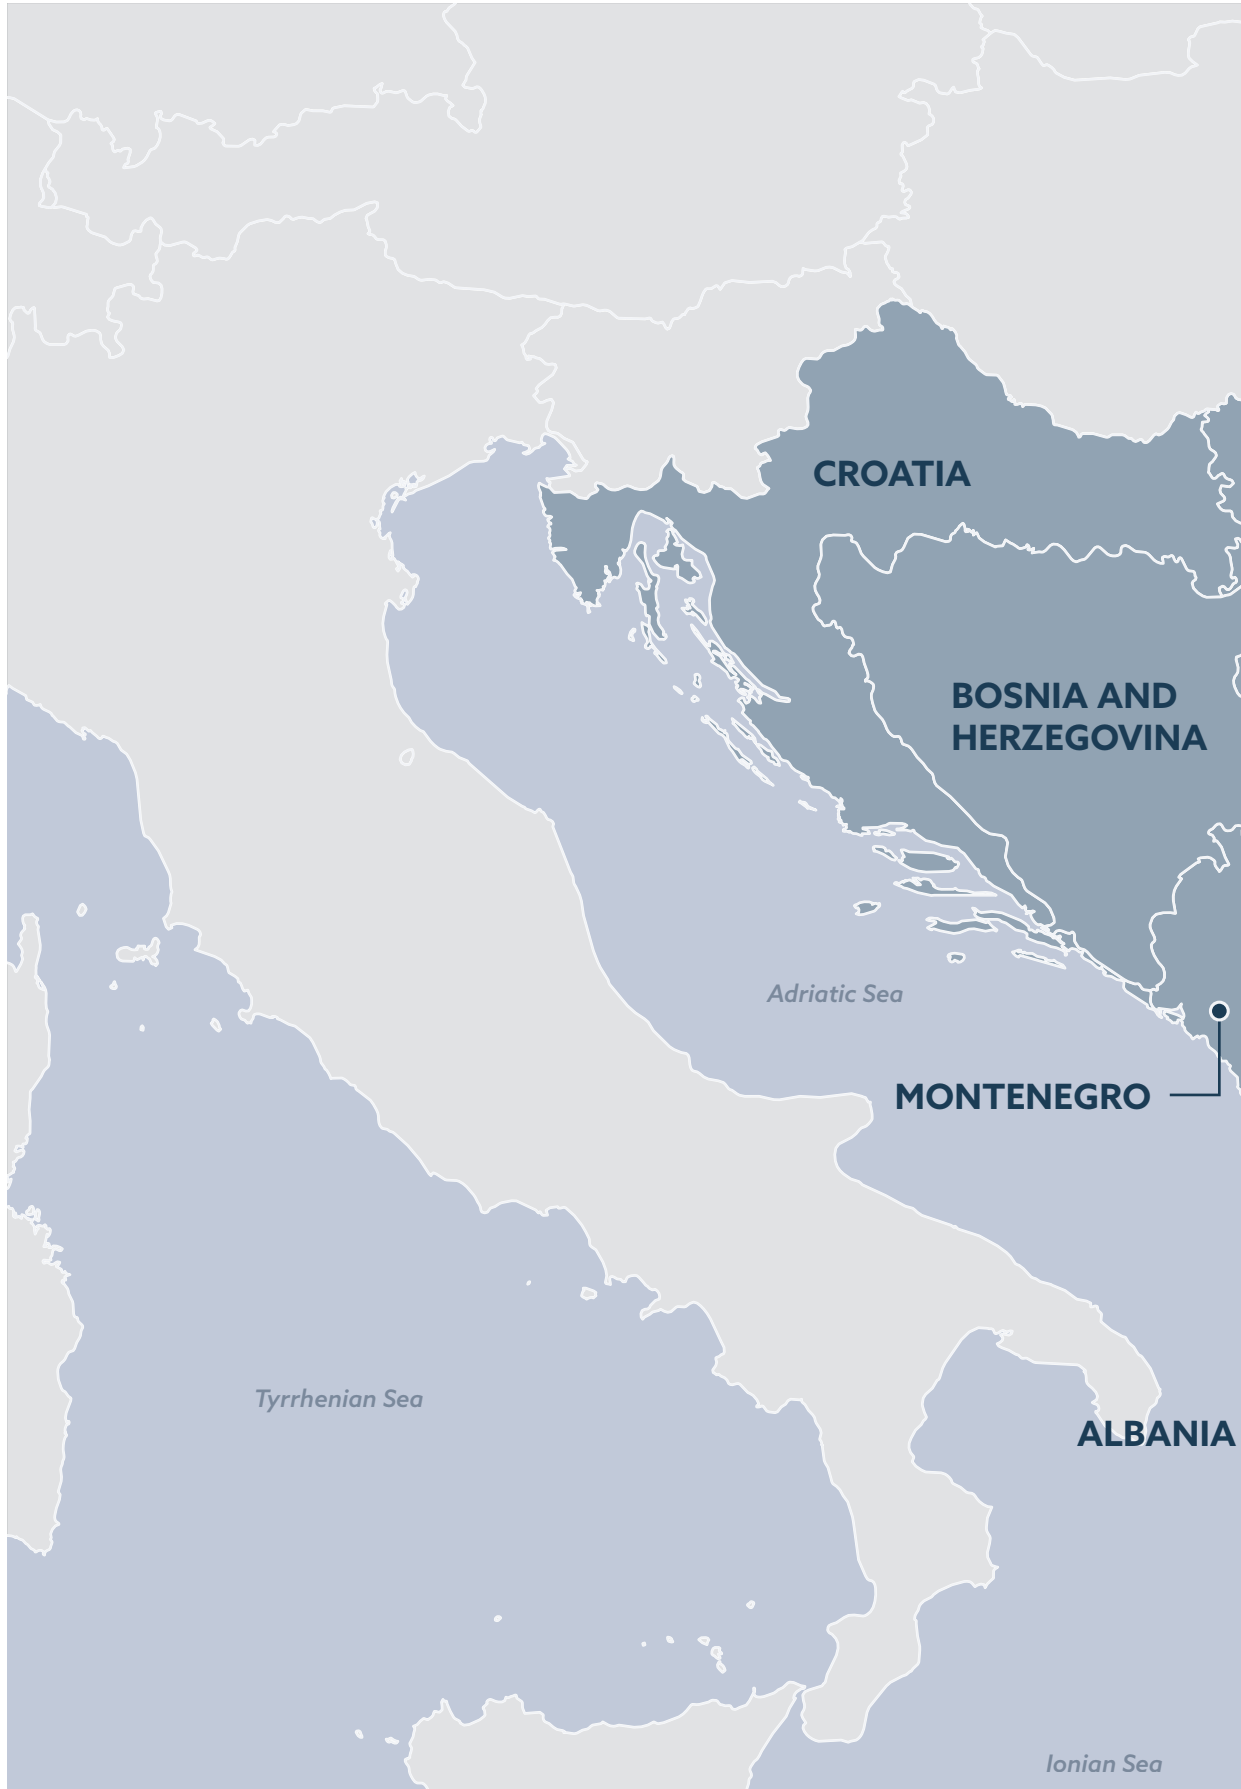 CROATIA
BOSNIA AND
HERZEGOVINA
Adriatic Sea
MONTENEGRO
Tyrrhenian Sea
ALBANIA
Ionian Sea